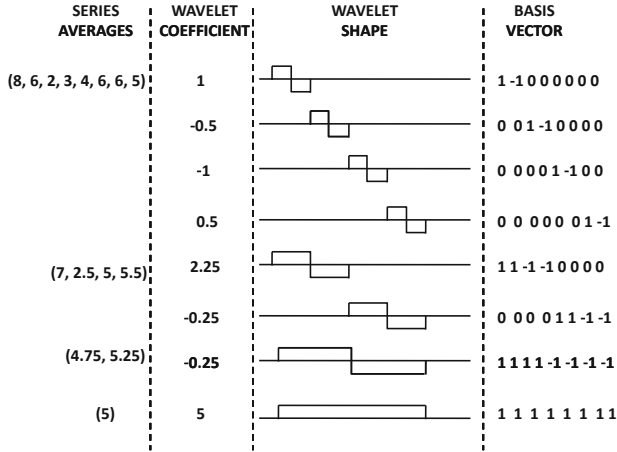 SERIES AVERAGES WAVELET COEFFICIENT WAVELET SHAPE BASIS VECTOR
(8, 6, 2, 3, 4, 6, 6, 5) 1 1 -1 0 0 0 0 0 0
-0.5 0 0 1 -1 0 0 0 0
-1 0 0 0 0 1 -1 0 0
0.5 0 0 0 0 0 0 1 -1
(7, 2.5, 5, 5.5) 2.25 1 1 -1 -1 0 0 0 0
-0.25 0 0 0 0 1 1 -1 -1
(4.75, 5.25) -0.25 1 1 1 1 -1 -1 -1 -1
(5) 5 1 1 1 1 1 1 1 1